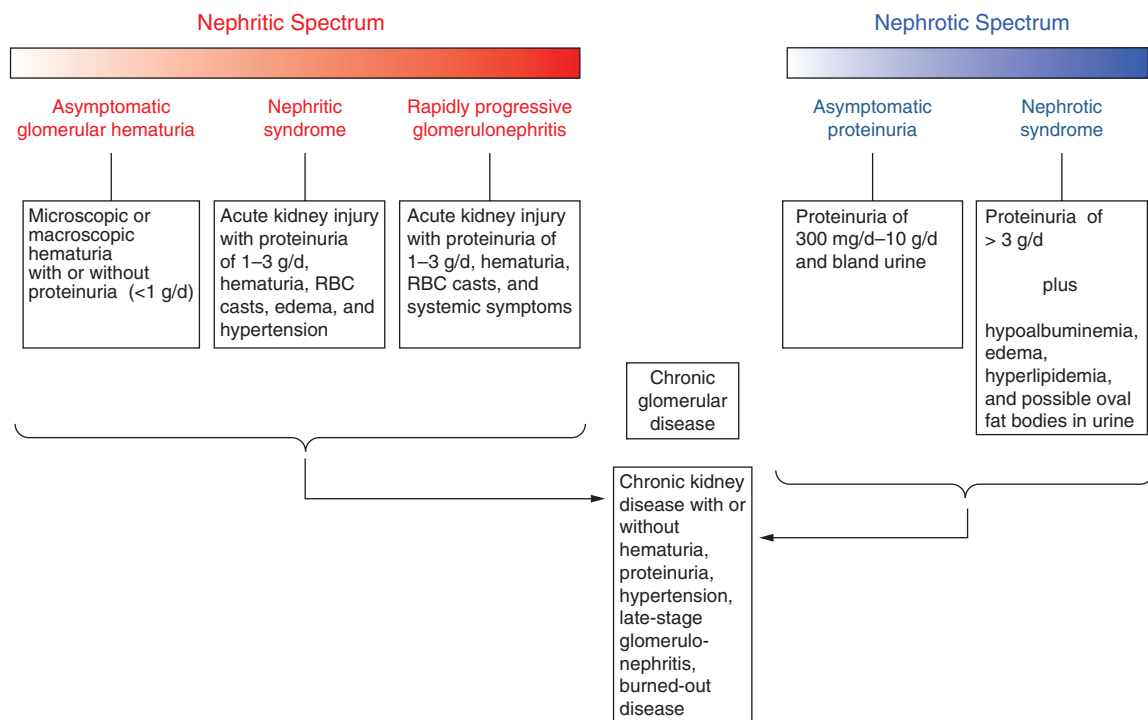 Nephritic Spectrum
Nephrotic Spectrum
Asymptomatic
glomerular hematuria
Nephritic
syndrome
Rapidly progressive
glomerulonephritis
Asymptomatic
proteinuria
Nephrotic
syndrome
Microscopic or
macroscopic
hematuria
with or without
proteinuria (<1 g/d)
Acute kidney injury
with proteinuria
of 1–3 g/d,
hematuria, RBC
casts, edema, and
hypertension
Acute kidney injury
with proteinuria of
1–3 g/d, hematuria,
RBC casts, and
systemic symptoms
Proteinuria of
300 mg/d–10 g/d
and bland urine
Proteinuria of
> 3 g/d
plus
hypoalbuminemia,
edema,
hyperlipidemia,
and possible oval
fat bodies in urine
Chronic
glomerular
disease
Chronic kidney
disease with or
without
hematuria,
proteinuria,
hypertension,
late-stage
glomerulo-
nephritis,
burned-out
disease